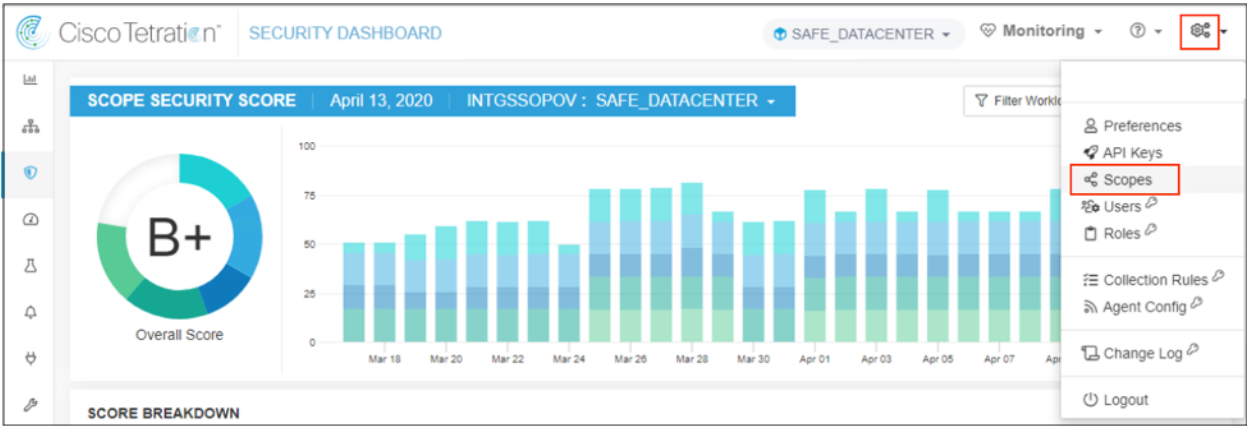 Cisco Tetration SECURITY DASHBOARD SAFE_DATACENTER Monitoring
SCOPE SECURITY SCORE April 13, 2020 INTGSSOPOV : SAFE_DATACENTER
Filter
B+
Overall Score
100
75
50
25
0
Mar 18 Mar 20 Mar 22 Mar 24 Mar 26 Mar 28 Mar 30 Apr 01 Apr 03 Apr 05 Apr 07
SCORE BREAKDOWN
Preferences
API Keys
Scopes
Users
Roles
Collection Rules
Agent Config
Change Log
Logout